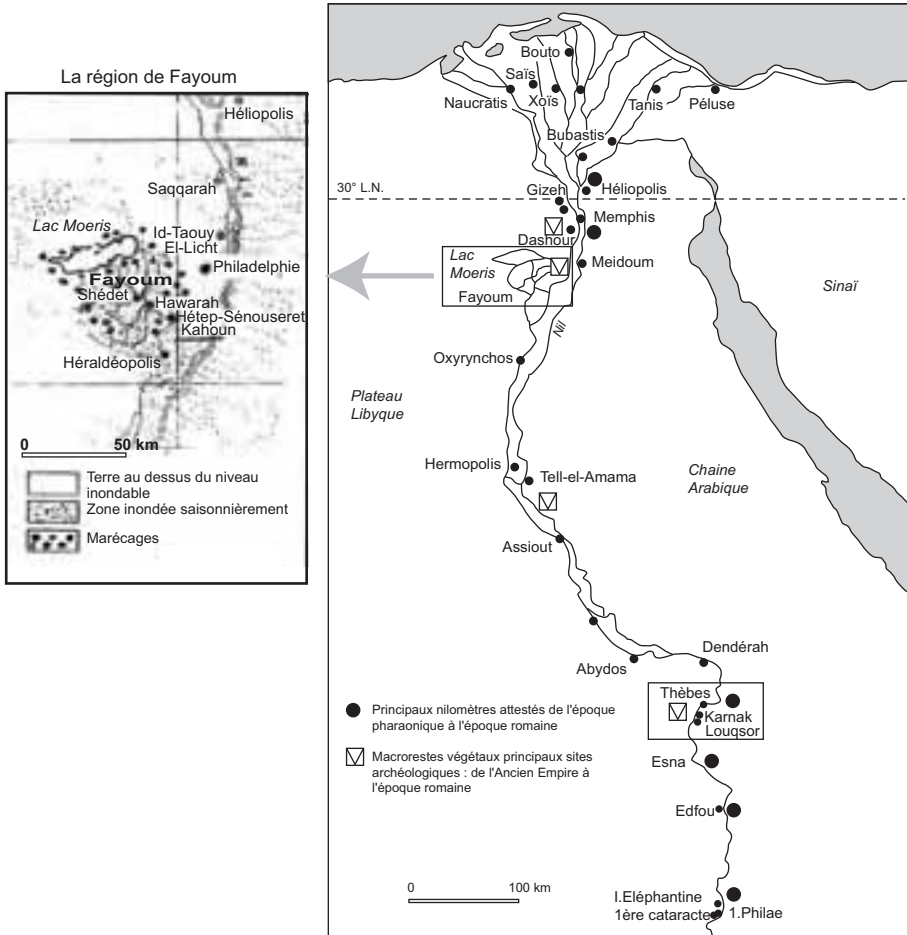 La région de Fayoum
Héliopolis
Saqqarah
Lac Moeris
Id-Taouy
El-Licht
Philadelphie
Fayoum
Shédet
Hawarah
Hétep-Sénouseret
Kahoun
Héraldéopolis
0 50 km
Terre au dessus du niveau
inondable
Zone inondée saisonnièrement
Marécages
Bouto
Saïs
Naucratis
Xoïs
Tanis
Péluse
Bubastis
30° L.N.
Gizeh
Héliopolis
Memphis
Dashour
Lac
Moeris
Meidoum
Fayoum
Sinaï
Nil
Oxyrynchos
Plateau
Libyque
Hermopolis
Tell-el-Amama
Chaine
Arabique
Assiout
Abydos
Dendérah
Thèbes
Karnak
Louqsor
Principaux nilomètres attestés de l'époque
pharaonique à l'époque romaine
Macrorestes végétaux principaux sites
archéologiques : de l'Ancien Empire à
l'époque romaine
Esna
Edfou
0 100 km
I.Eléphantine
1ère cataracte
1.Philae